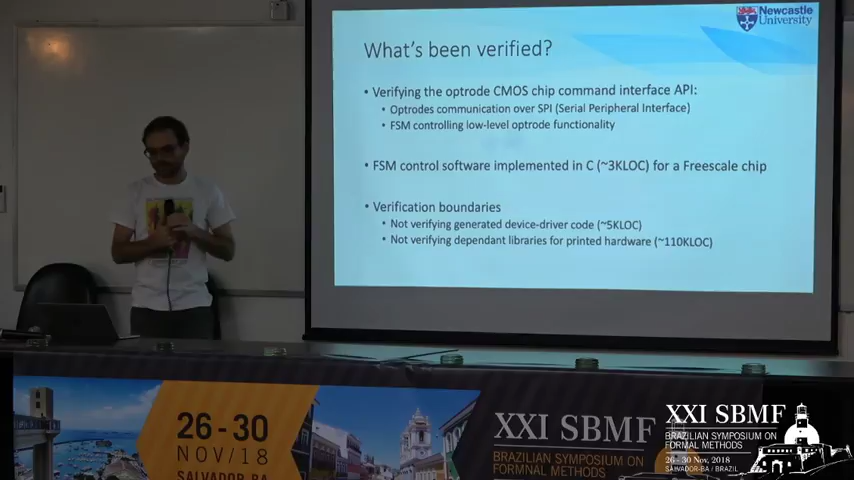 Newcastle
University
What's been verified?
• Verifying the optrode CMOS chip command interface API:
• Optrodes communication over SPI (Serial Peripheral Interface)
• FSM controlling low-level optrode functionality
• FSM control software implemented in C (~3KLOC) for a Freescale chip
• Verification boundaries
• Not verifying generated device-driver code (~5KLOC)
• Not verifying dependant libraries for printed hardware (~110KLOC)
26-30
NOV/18
SALVADOR-BA
XXI SBMF
BRAZILIAN SYMPOSIUM ON
FORMNAL METHODS
XXI SBMF
BRAZILIAN SYMPOSIUM ON
FORMAL METHODS
26 - 30 Nov, 2018
SALVADOR-BA / BRAZIL